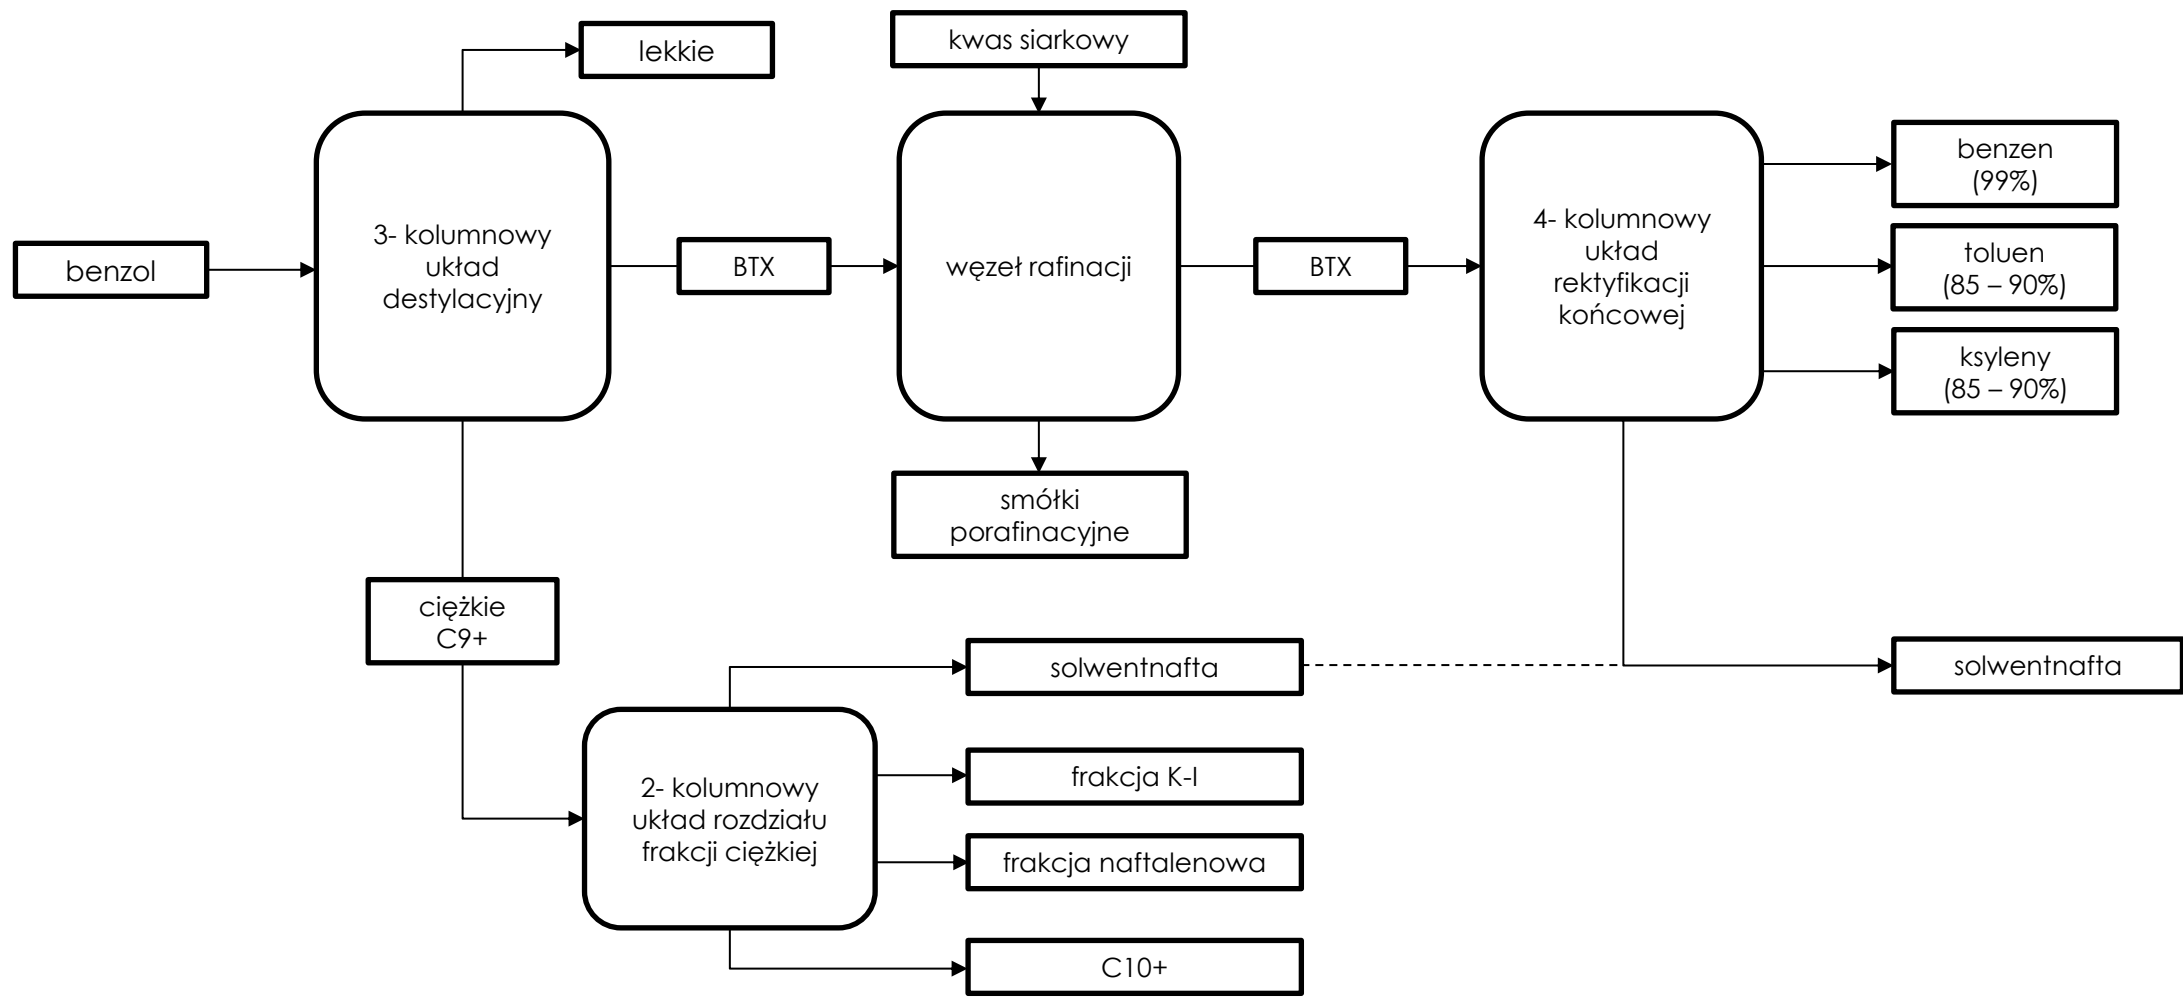 lekkie
kwas siarkowy
benzol
3- kolumnowy
układ
destylacyjny
BTX
węzeł rafinacji
BTX
4- kolumnowy
układ
rektyfikacji
końcowej
benzen
(99%)
toluen
(85 – 90%)
ksyleny
(85 – 90%)
smółki
porafinacyjne
ciężkie
C9+
solwentnafta
solwentnafta
2- kolumnowy
układ rozdziału
frakcji ciężkiej
frakcja K-I
frakcja naftalenowa
C10+